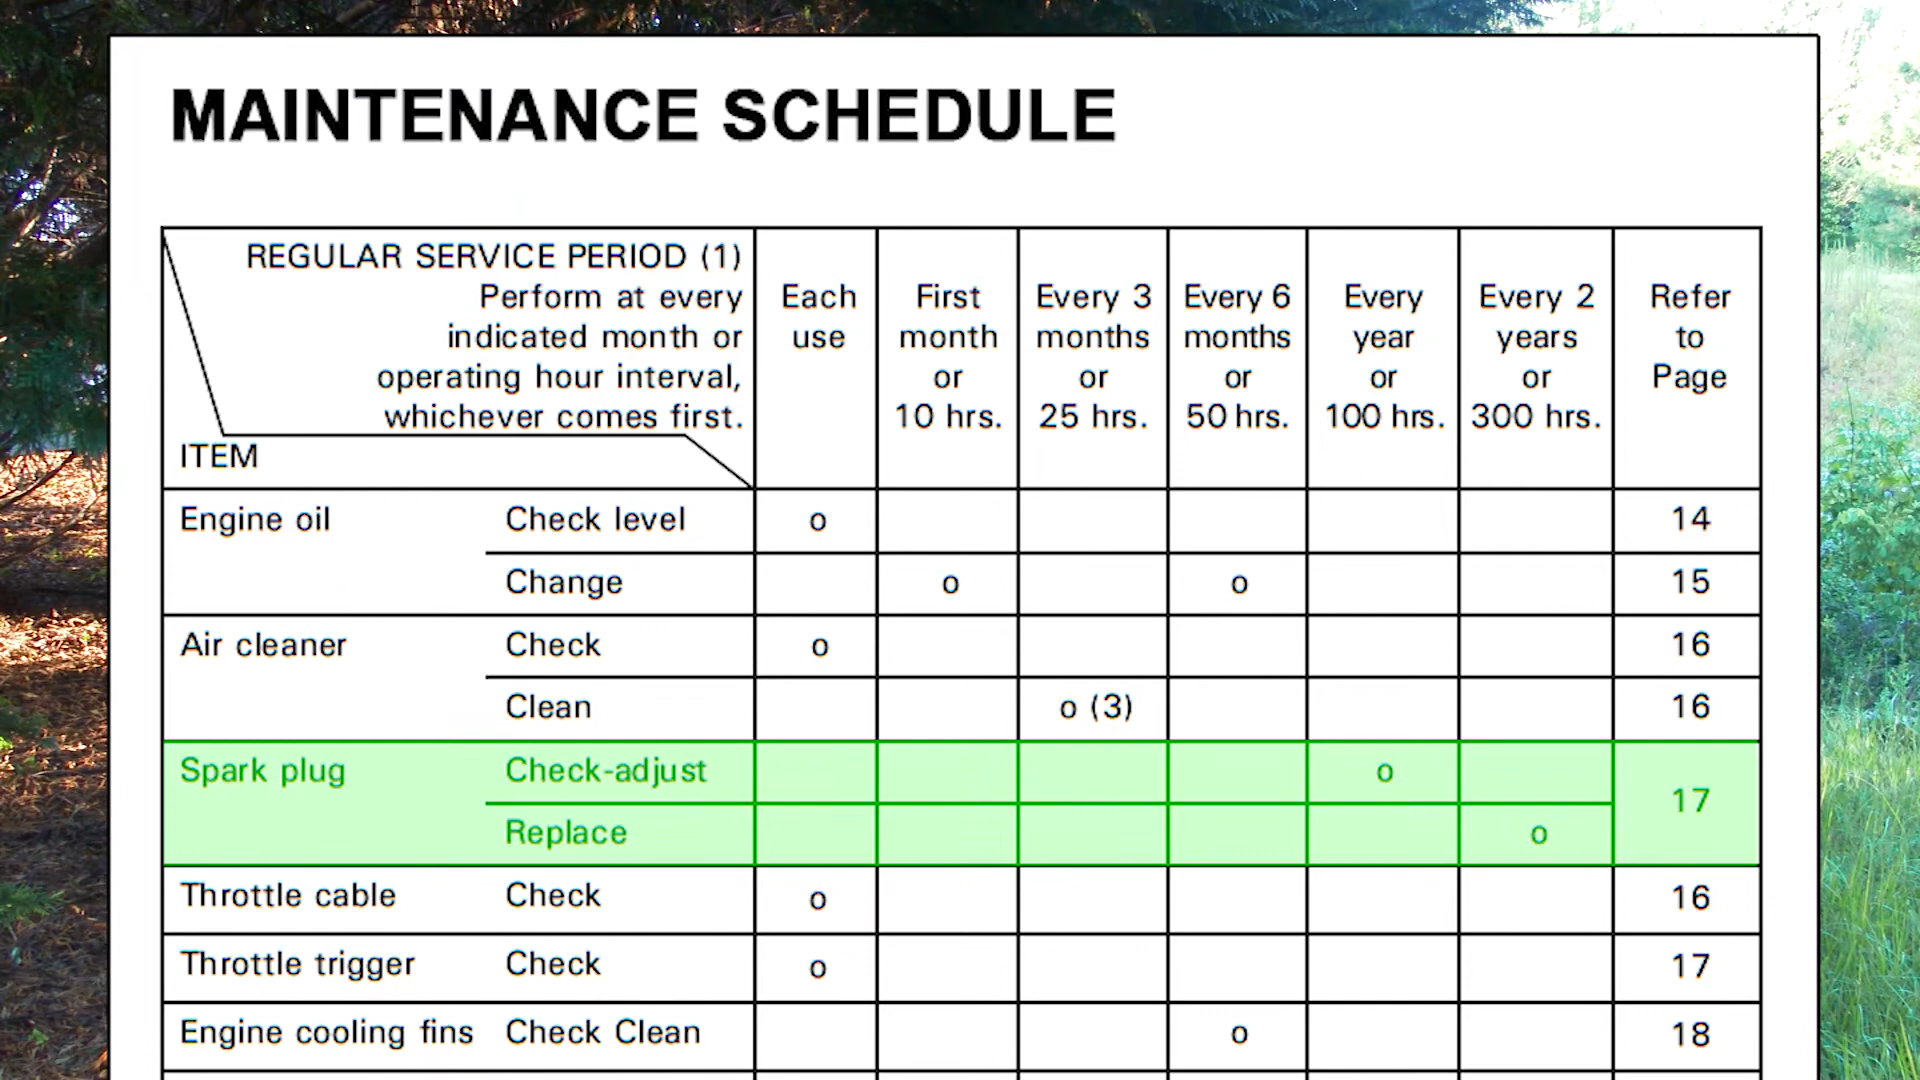 MAINTENANCE SCHEDULE
REGULAR SERVICE PERIOD (1)
Perform at every
indicated month or
operating hour interval,
whichever comes first.
ITEM
Each
use
First
month
or
10 hrs.
Every 3
months
or
25 hrs.
Every 6
months
or
50 hrs.
Every
year
or
100 hrs.
Every 2
years
or
300 hrs.
Refer
to
Page
Engine oil Check level o 14
Change o o 15
Air cleaner Check o 16
Clean o (3) 16
Spark plug Check-adjust o 17
Replace o
Throttle cable Check o 16
Throttle trigger Check o 17
Engine cooling fins Check Clean o 18